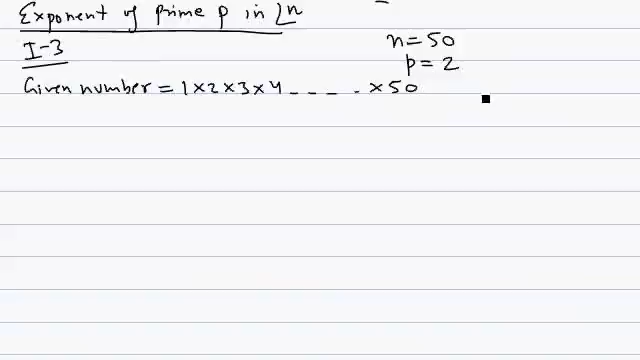 Exponent of prime p in ⌊n
I-3
n=50
p=2
Given number = 1×2×3×4 - - - - . ×50